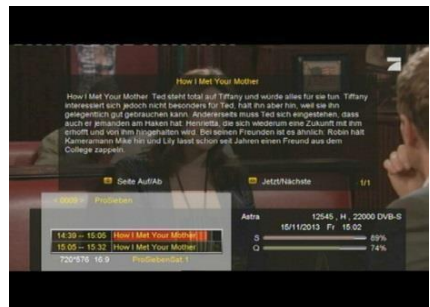 How I Met Your Mother
How I Met Your Mother Ted steht total auf Tiffany und würde alles für sie tun. Tiffany
interessiert sich jedoch nicht besonders für Ted, hält ihn aber hin, weil sie ihn
gelegentlich gut gebrauchen kann. Andererseits muss Ted sich eingestehen, dass
auch er jemanden am Haken hat: Henrietta, die sich wiederum eine Zukunft mit ihm
erhofft und von ihm hingehalten wird. Bei seinen Freunden ist es ähnlich: Robin hält
Kameramann Mike hin und Lily lässt schon seit Jahren einen Freund aus dem
College zappeln.
Seite Auf/Ab Jetzt/Nächste 1/1
< 0009 > ProSieben
Astra 12545 , H , 22000 DVB-S
15/11/2013 Fr 15:02
14:39 -- 15:05 How I Met Your Mother
S 89%
15:05 -- 15:32 How I Met Your Mother
Q 74%
720*576 16:9 ProSiebenSat.1